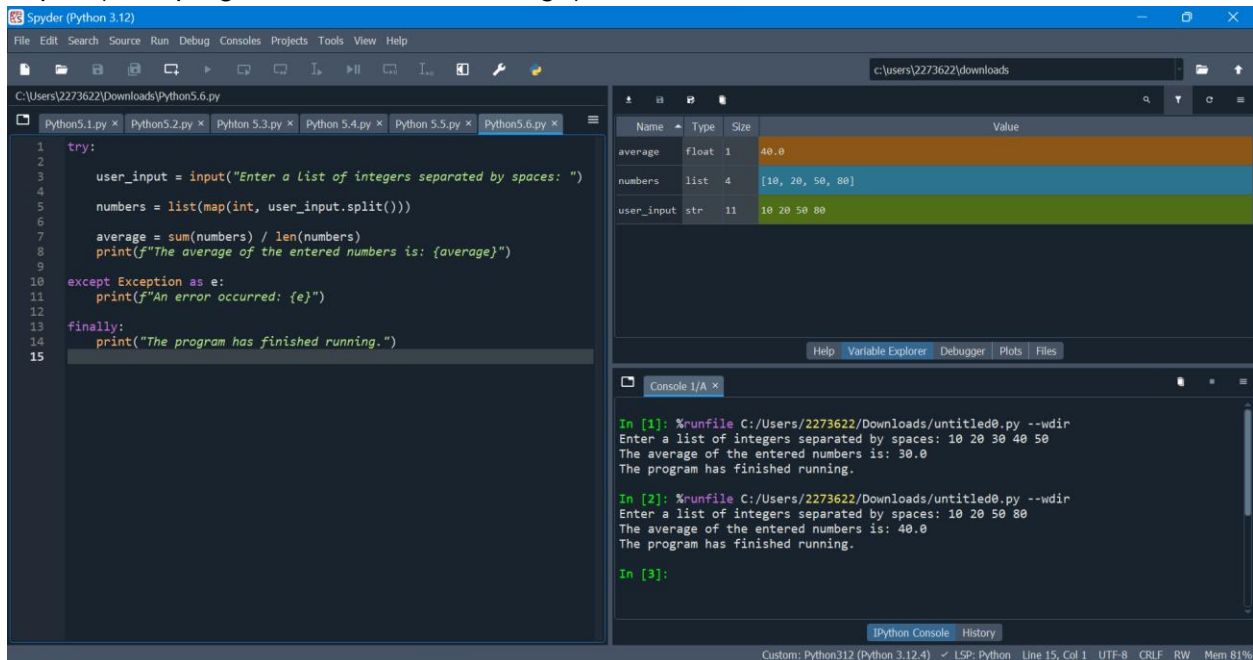 Spyder (Python 3.12)
File Edit Search Source Run Debug Consoles Projects Tools View Help
c:\users\2273622\downloads
C:\Users\2273622\Downloads\Python5.6.py
Python5.1.py × Python5.2.py × Pyhton 5.3.py × Python 5.4.py × Python 5.5.py × Python5.6.py ×
1 try:
2
3 user_input = input("Enter a list of integers separated by spaces: ")
4
5 numbers = list(map(int, user_input.split()))
6
7 average = sum(numbers) / len(numbers)
8 print(f"The average of the entered numbers is: {average}")
9
10 except Exception as e:
11 print(f"An error occurred: {e}")
12
13 finally:
14 print("The program has finished running.")
15
Name Type Size Value
average float 1 40.0
numbers list 4 [10, 20, 50, 80]
user_input str 11 10 20 50 80
Help Variable Explorer Debugger Plots Files
Console 1/A ×
In [1]: %runfile C:/Users/2273622/Downloads/untitled0.py --wdir
Enter a list of integers separated by spaces: 10 20 30 40 50
The average of the entered numbers is: 30.0
The program has finished running.
In [2]: %runfile C:/Users/2273622/Downloads/untitled0.py --wdir
Enter a list of integers separated by spaces: 10 20 50 80
The average of the entered numbers is: 40.0
The program has finished running.
In [3]:
IPython Console History
Custom: Python312 (Python 3.12.4) ✓ LSP: Python Line 15, Col 1 UTF-8 CRLF RW Mem 81%